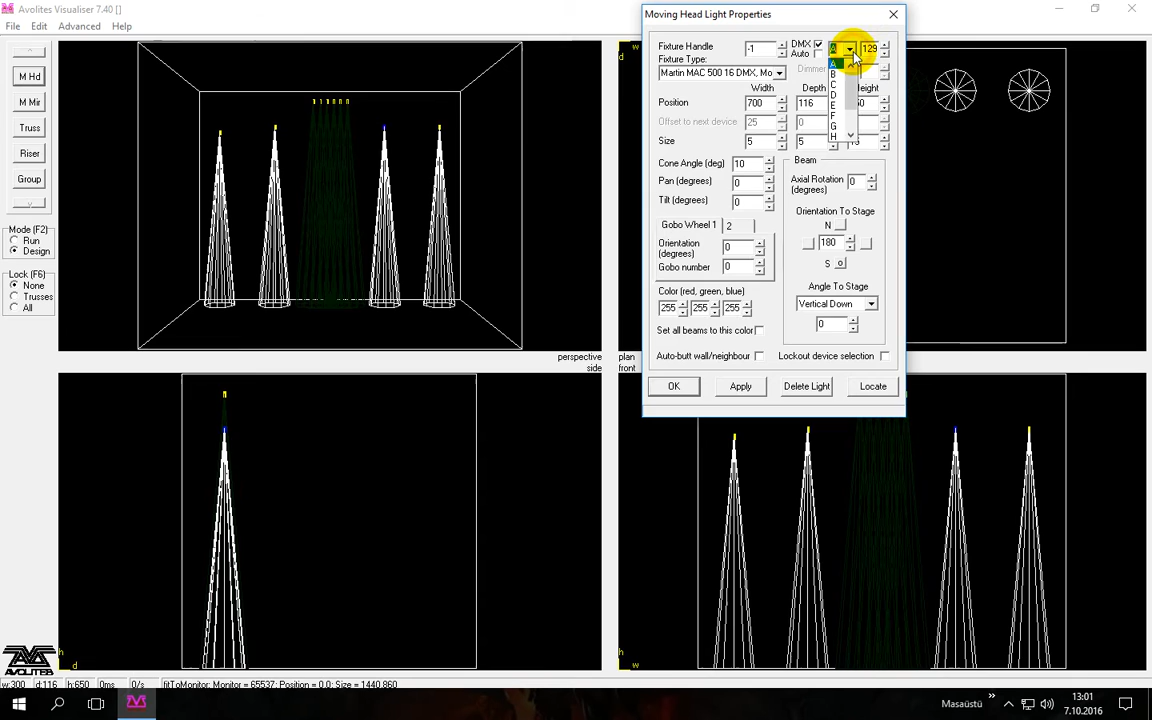 Avolites Visualiser 7.40 []
File Edit Advanced Help
M Hd
M Mir
Truss
Riser
Group
Mode (F2)
Run
Design
Lock (F6)
None
Trusses
All
Moving Head Light Properties
Fixture Handle -1 DMX A 129
Auto
Fixture Type:
Martin MAC 500 16 DMX, Mo Dimmer
Width Depth Height
Position 700 116
Offset to next device 25 0
Size 5 5
Cone Angle (deg) 10
Pan (degrees) 0
Tilt (degrees) 0
Gobo Wheel 1 2
Orientation (degrees) 0
Gobo number 0
Color (red, green, blue)
255 255 255
Set all beams to this color
Auto-butt wall/neighbour
A
B
C
D
E
F
G
H
Beam
Axial Rotation (degrees) 0
Orientation To Stage
N
180
S
Angle To Stage
Vertical Down
0
Lockout device selection
OK Apply Delete Light Locate
w
d
perspective
side
plan
front
h
d
h
w
AVOLITES
w:300 d:116 h:650 0ms 0/s fitToMonitor: Monitor = 65537: Position = 0.0: Size = 1440.860
Masaüstü
13:01
7.10.2016